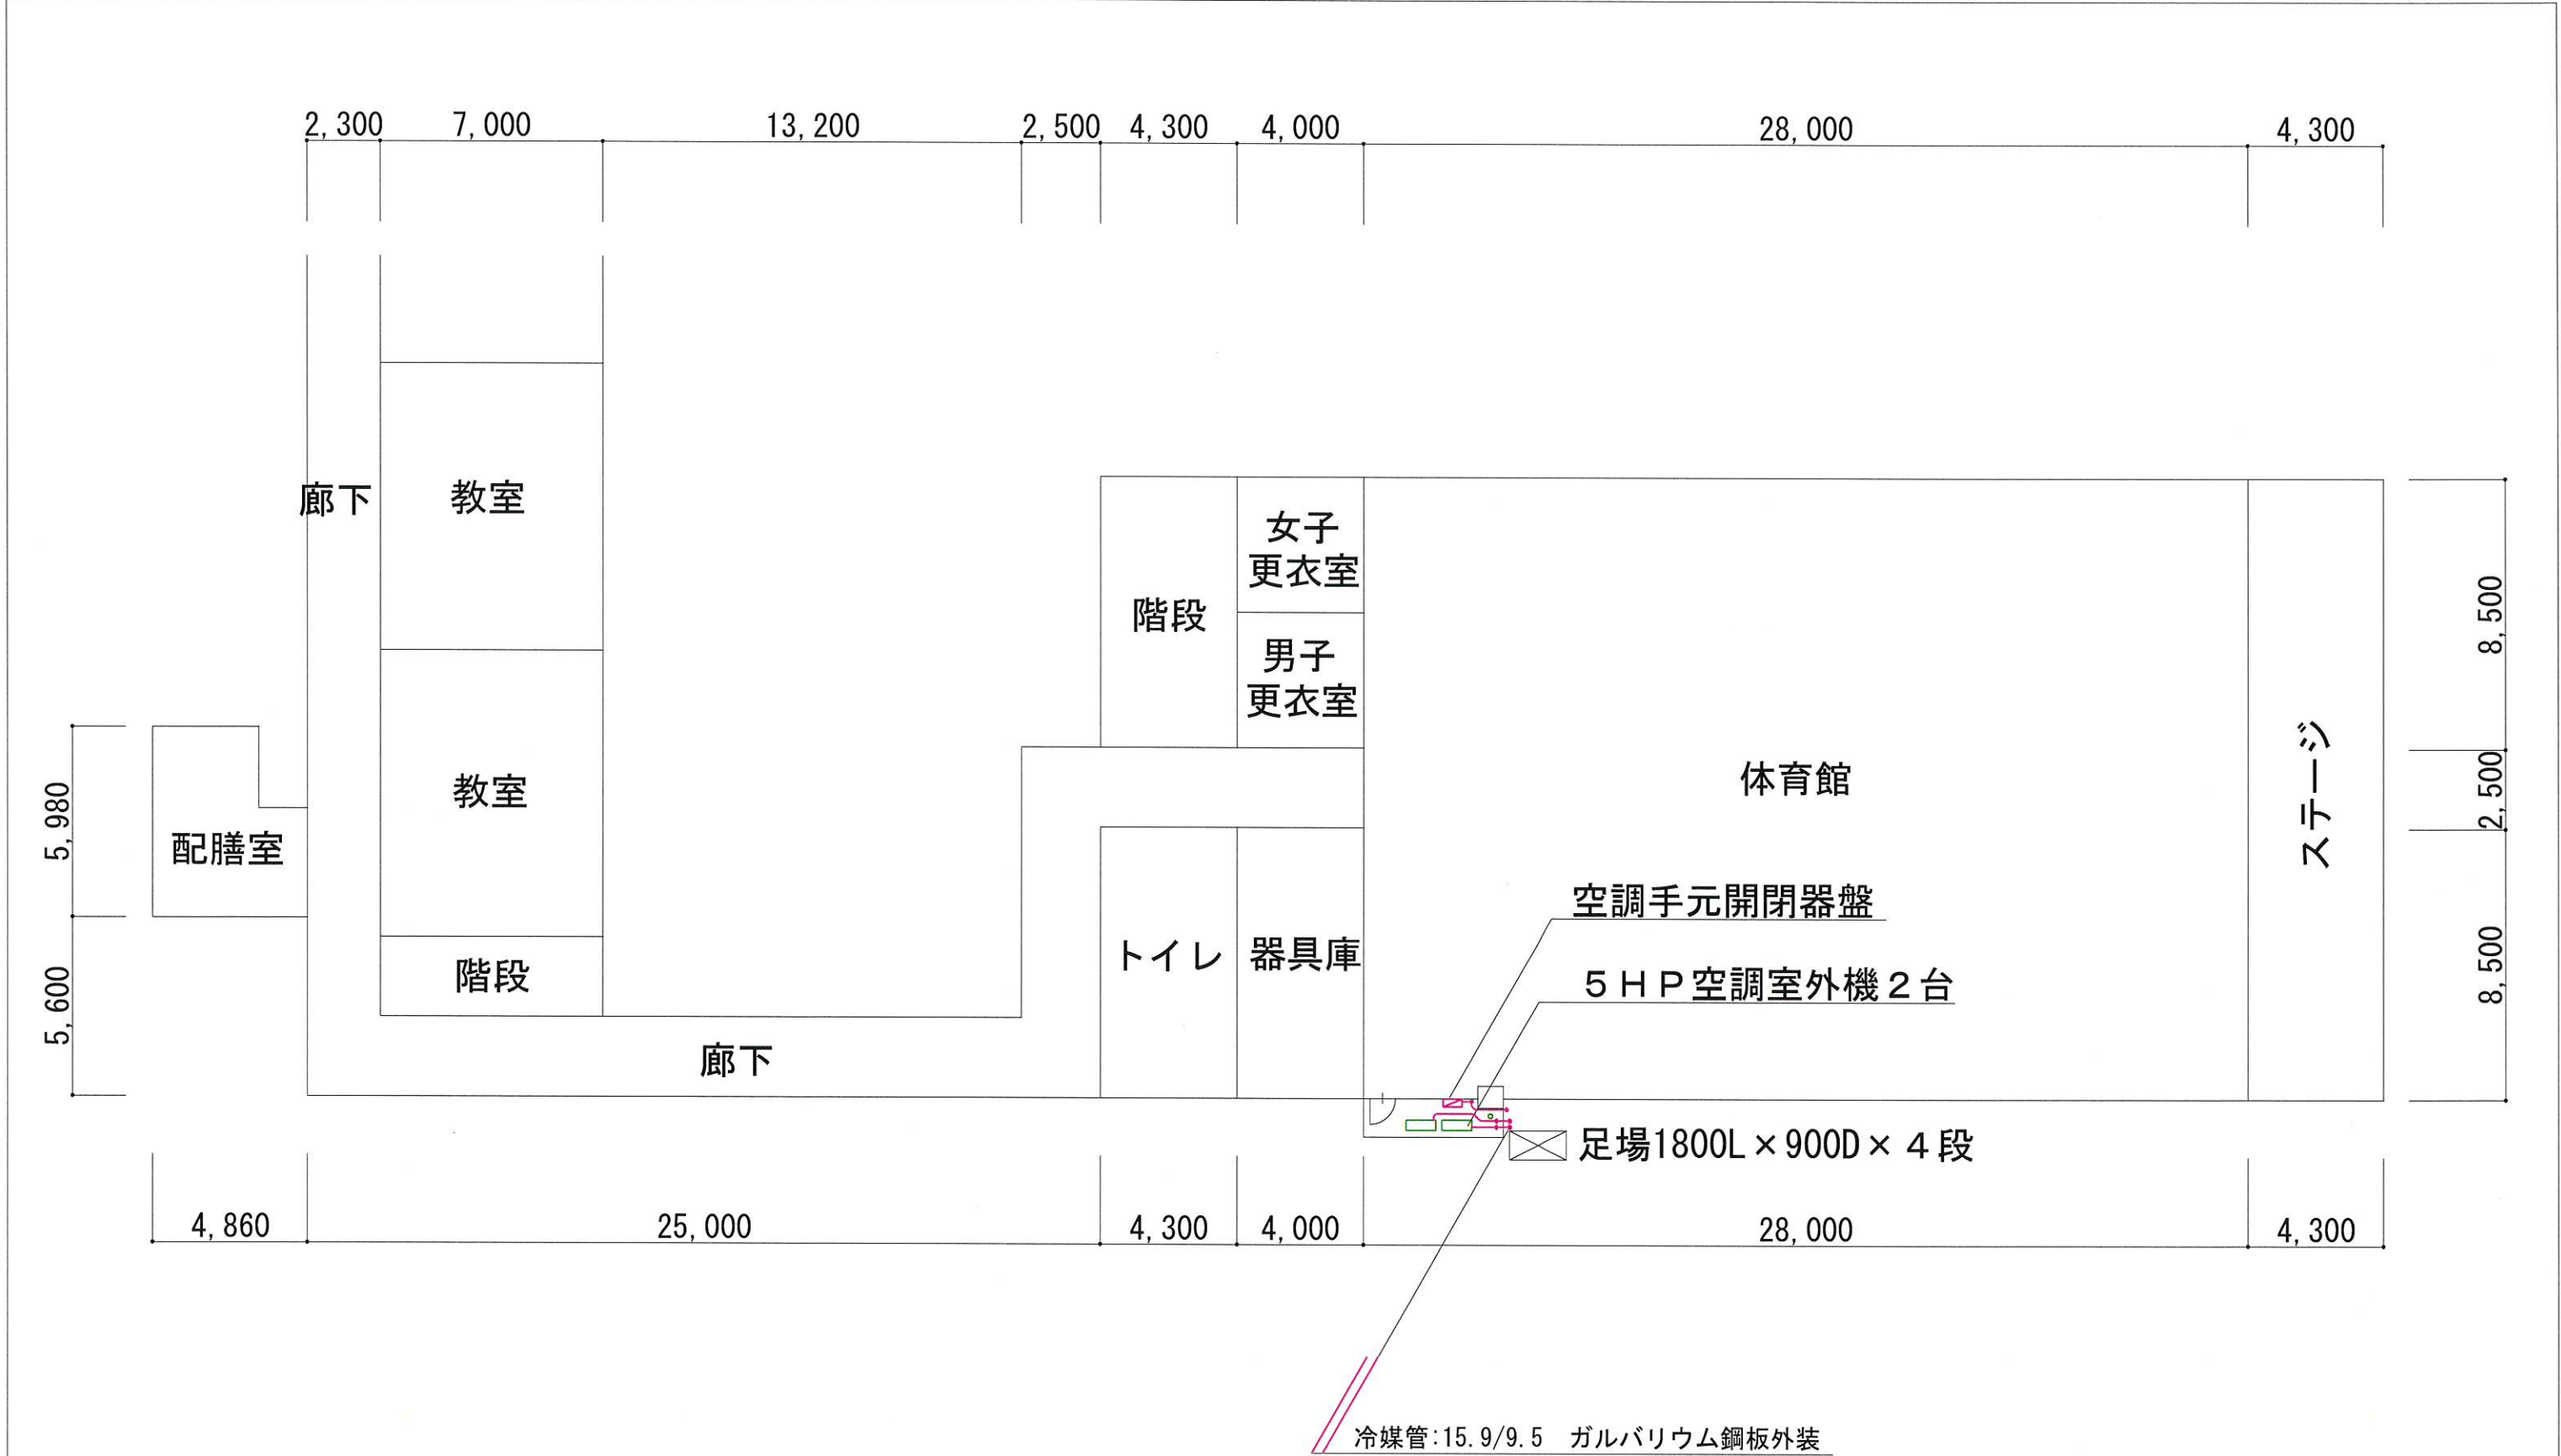 2,300 7,000 13,200 2,500 4,300 4,000 28,000 4,300
廊下
教室
女子
更衣室
階段
男子
更衣室
8,500
教室
体育館
ステージ
2,500
5,980
配膳室
空調手元開閉器盤
トイレ
器具庫
階段
5HP空調室外機2台
8,500
5,600
廊下
足場1800L×900D×4段
4,860 25,000 4,300 4,000 28,000 4,300
冷媒管:15.9/9.5 ガルバリウム鋼板外装